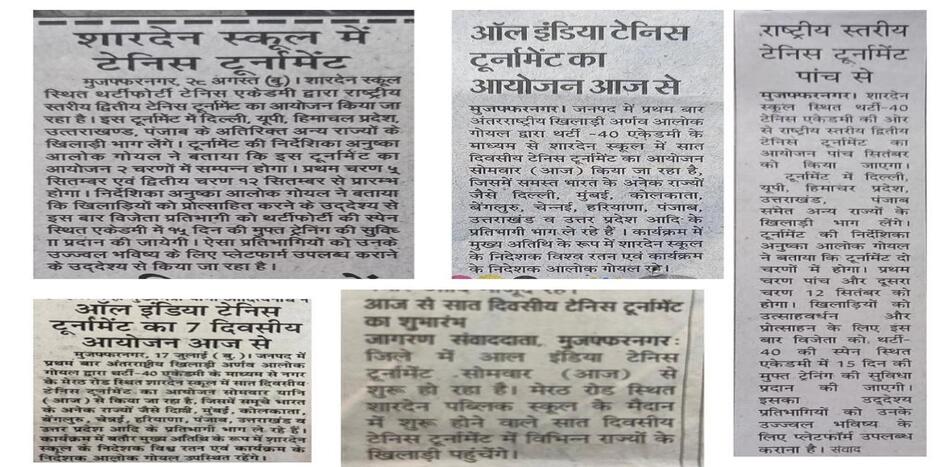 शारदेन स्कूल में
टेनिस टूर्नामेंट
मुजफ्फरनगर, २८ अगस्त (बु.)। शारदेन स्कूल
स्थित थर्टीफोर्टी टेनिस एकेडमी द्वारा राष्ट्रीय
स्तरीय द्वितीय टेनिस टूर्नामेंट का आयोजन किया जा
रहा है। इस टूर्नामेंट में दिल्ली, यूपी, हिमाचल प्रदेश,
उत्तराखण्ड, पंजाब के अतिरिक्त अन्य राज्यों के
खिलाड़ी भाग लेंगे। टूर्नामेंट की निर्देशिका अनुष्का
आलोक गोयल ने बताया कि इस टूर्नामेंट का
आयोजन २ चरणों में सम्पन्न होगा। प्रथम चरण ५
सितम्बर एवं द्वितीय चरण १२ सितम्बर से प्रारम्भ
होगा। निर्देशिका अनुष्का आलोक गोयल ने बताया
कि खिलाड़ियों को प्रोत्साहित करने के उद्देश्य से
इस बार विजेता प्रतिभागी को थर्टीफोर्टी की स्पेन
स्थित एकेडमी में १५ दिन की मुफ्त ट्रेनिंग की सुविध
ा प्रदान की जायेगी। ऐसा प्रतिभागियों को उनके
उज्ज्वल भविष्य के लिए प्लेटफार्म उपलब्ध कराने
के उद्देश्य से किया जा रहा है।
ऑल इंडिया टेनिस
टूर्नामेंट का
आयोजन आज से
मुजफ्फरनगर। जनपद में प्रथम बार
अंतरराष्ट्रीय खिलाड़ी अर्णव आलोक
गोयल द्वारा थर्टी -40 एकेडमी के
माध्यम से शारदेन स्कूल में सात
दिवसीय टेनिस टूर्नामेंट का आयोजन
सोमवार (आज) किया जा रहा है,
जिसमें समस्त भारत के अनेक राज्यों
जैसे दिल्ली, मुंबई, कोलकाता,
बेंगलुरु, चेन्नई, हरियाणा, पंजाब,
उत्तराखंड व उत्तर प्रदेश आदि के
प्रतिभागी भाग ले रहे हैं । कार्यक्रम में
मुख्य अतिथि के रूप में शारदेन स्कूल
के निदेशक विश्व रतन एवं कार्यक्रम
के निदेशक आलोक गोयल रहे।
राष्ट्रीय स्तरीय
टेनिस टूर्नामेंट
पांच से
मुजफ्फरनगर। शारदेन
स्कूल स्थित थर्टी-40
टेनिस एकेडमी की ओर
से राष्ट्रीय स्तरीय द्वितीय
टेनिस टूर्नामेंट का
आयोजन पांच सितंबर
को किया जाएगा।
टूर्नामेंट में दिल्ली,
यूपी, हिमाचर प्रदेश,
उत्तराखंड, पंजाब
समेत अन्य राज्यों के
खिलाड़ी भाग लेंगे।
टूर्नामेंट की निर्देशिका
अनुष्का आलोक गोयल
ने बताया कि टूर्नामेंट दो
चरणों में होगा। प्रथम
चरण पांच और दूसरा
चरण 12 सितंबर को
होगा। खिलाड़ियों को
उत्साहवर्धन और
प्रोत्साहन के लिए इस
बार विजेता को थर्टी-
40 की स्पेन स्थित
एकेडमी में 15 दिन की
मुफ्त ट्रेनिंग की सुविधा
प्रदान की जाएगी।
इसका उद्देश्य
प्रतिभागियों को उनके
उज्ज्वल भविष्य के
लिए प्लेटफॉर्म उपलब्ध
कराना है। संवाद
ऑल इंडिया टेनिस
टूर्नामेंट का 7 दिवसीय
आयोजन आज से
मुजफ्फरनगर, 17 जुलाई (बु.)। जनपद में
प्रथम बार अंतराष्ट्रीय खिलाड़ी अर्णव आलोक
गोयल द्वारा थर्टी-40 एकेडमी के माध्यम से नगर
के मेरठ रोड स्थित शारदेन स्कूल में सात दिवसीय
टेनिस टूर्नामेंट का आयोजन सोमवार यानि
(आज) से किया जा रहा है, जिसमें समूचे भारत
के अनेक राज्यों जैसे दिल्ली, मुंबई, कोलकाता,
बेंगलुरु, चेन्नई, हरियाणा, पंजाब, उत्तराखंड व
उत्तर प्रदेश आदि के प्रतिभागी भाग ले रहे हैं।
कार्यक्रम में बतौर मुख्य अतिथि के रूप में शारदेन
स्कूल के निदेशक विश्व रतन एवं कार्यक्रम के
निदेशक आलोक गोयल उपस्थित रहेंगे।
आज से सात दिवसीय टेनिस टूर्नामेंट
का शुभारंभ
जागरण संवाददाता, मुजफ्फरनगर:
जिले में आल इंडिया टेनिस
टूर्नामेंट सोमवार (आज) से
शुरू हो रहा है। मेरठ रोड स्थित
शारदेन पब्लिक स्कूल के मैदान
में शुरू होने वाले सात दिवसीय
टेनिस टूर्नामेंट में विभिन्न राज्यों के
खिलाड़ी पहुंचेंगे।